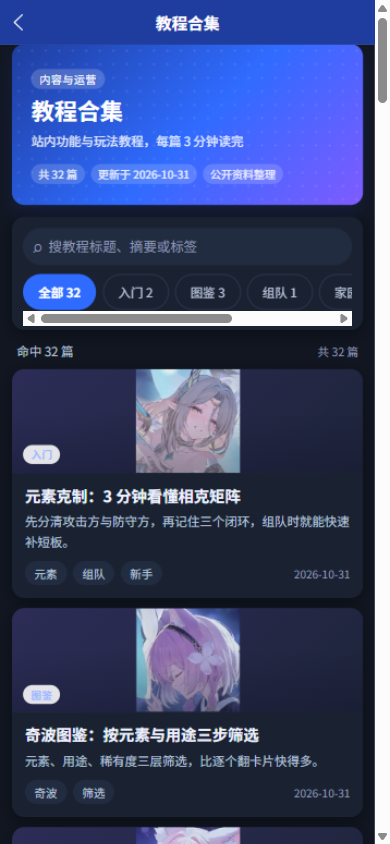 教程合集
内容与运营
教程合集
站内功能与玩法教程，每篇 3 分钟读完
共 32 篇
更新于 2026-10-31
公开资料整理
搜教程标题、摘要或标签
全部 32
入门 2
图鉴 3
组队 1
家园
命中 32 篇
共 32 篇
入门
元素克制：3 分钟看懂相克矩阵
先分清攻击方与防守方，再记住三个闭环，组队时就能快速
补短板。
元素
组队
新手
2026-10-31
图鉴
奇波图鉴：按元素与用途三步筛选
元素、用途、稀有度三层筛选，比逐个翻卡片快得多。
奇波
筛选
2026-10-31